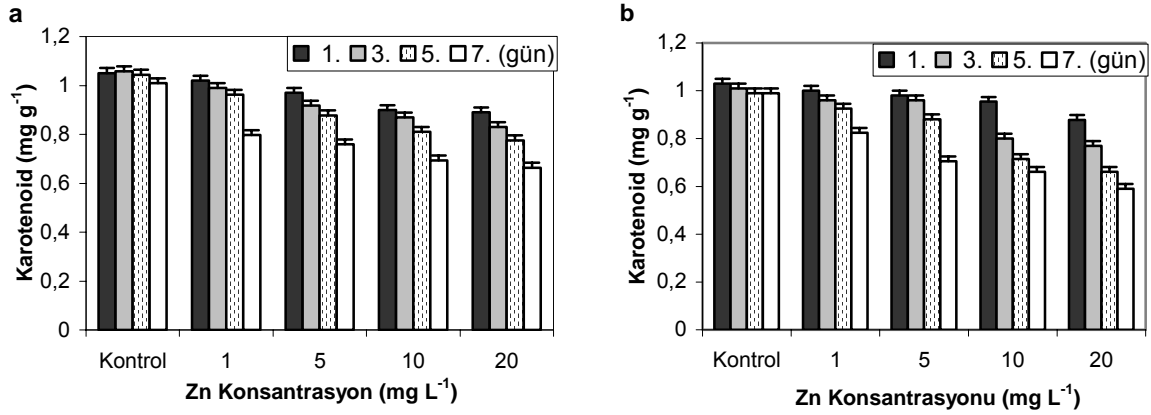 a
1,2
1
0,8
0,6
0,4
0,2
0
Karotenoid (mg g⁻¹)
1. 3. 5. 7. (gün)
Kontrol 1 5 10 20
Zn Konsantrasyon (mg L⁻¹)
b
1,2
1
0,8
0,6
0,4
0,2
0
Karotenoid (mg g⁻¹)
1. 3. 5. 7. (gün)
Kontrol 1 5 10 20
Zn Konsantrasyonu (mg L⁻¹)